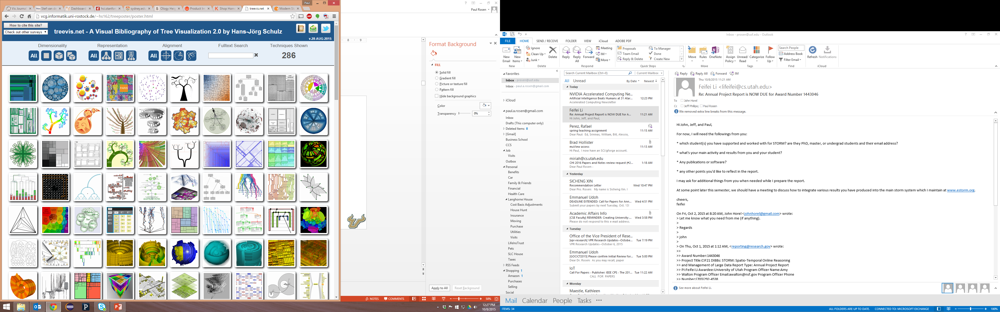 Paul
Vis Journal
Stef van de
Dashboard
hci.stanfor
sydney.edu
Ology Heig
Product Im
Shop Home
treevis.net
Modern St
vcg.informatik.uni-rostock.de/~hs162/treeposter/poster.html
How to cite this site?
Check out other surveys
treevis.net - A Visual Bibliography of Tree Visualization 2.0 by Hans-Jörg Schulz
v.28-AUG-2015
Dimensionality
Representation
Alignment
Fulltext Search
Techniques Shown
All
All
All
286
PARIS
Paul Rosen
Format Background
FILL
Solid fill
Gradient fill
Picture or texture fill
Pattern fill
Hide background graphics
Color
Transparency
0%
Apply to All
Reset Background
NOTES
COMMENTS
50%
12:27 PM
10/8/2015
Inbox - prosen@usf.edu - Outlook
FILE HOME SEND / RECEIVE FOLDER VIEW iCloud ADOBE PDF
New Email
New Items
New
Ignore
Clean Up
Junk
Delete
Delete
Reply
Reply All
Forward
Meeting
IM
More
Respond
Proposals
Team Email
Reply & Delete
To Manager
Done
Create New
Quick Steps
Move
Rules
OneNote
Move
Assign Policy
Unread/ Read
Categorize
Follow Up
Tags
Search People
Address Book
Filter Email
Find
Refresh
Notifications
iCloud
Favorites
Inbox - prosen@usf.edu
Inbox - paul.a.rosen@gmail.com
iCloud
paul.a.rosen@gmail.com
Inbox
Drafts (This computer only)
Deleted Items 8
[Gmail]
Business School
CCS
Job
Visits
Outbox
Personal
Benefits
Car
Family & Friends
Financial
Health Care
Langhorne House
Cost Basis Adjustments
House Hunt
Insurance
Moving
Purchase
Utilities
Visits
LifeInsTrust
Pets
SLC House
Taxes
RSS Feeds
Shopping 1
Amazon 1
Purchases
Selling
Social
Search Current Mailbox (Ctrl+E)
Current Mailbox
All Unread
By Date
Newest
Today
NVIDIA Accelerated Computing Ne...
Artificial Intelligence Beats Humans at 31 Atar...
12:23 PM
Accelerated Computing Newsletter
Feifei Li
Re: Annual Project Report is NOW DUE for A...
11:21 AM
Hi John, Jeff, and Paul,
Perez, Rafael
spring teaching assignment
11:15 AM
Dear Paul: Ed, Srinivas, William, Bill, Alessio,
Brad Hollister
muView access
11:13 AM
Hi Paul, I now have an SCI/gforge account.
miriah@cs.utah.edu
CHI 2016 Papers and Notes review request (#2...
1:18 AM
Dear Paul Rosen -
Yesterday
SICHENG XIN
Recommendation Letter
Wed 10:47 PM
Dear Pro. Rosen: My name is Sicheng Xin. I
Emmanuel Udoh
DEADLINE EXTENDED: Call for Papers for Ann...
Wed 4:51 PM
Submit your papers by next Tuesday, Oct. 13!
Academic Affairs Info
[CSE Faculty] REMINDER: Creating University-...
Wed 3:58 PM
Please do not respond to this e-mail address.
Tuesday
Office of the Vice President of Rese...
[vpr-research] VPR Research Updates--Octobe...
Tue 7:19 PM
VPR Research Updates--October 6, 2015
Emmanuel Udoh
[GOCICT2015] Please confirm Initial Review for...
Tue 5:00 PM
Dear Dr. Rosen: As you may recall, paper
IoT
Call For Papers - Publisher: IEEE CPS - The 201...
Tue 11:22 AM
CALL FOR PAPERS
Monday
Maestle, Kathleen
Reply Reply All Forward IM
Thu 10/8/2015 11:21 AM
Feifei Li <lifeifei@cs.utah.edu>
Re: Annual Project Report is NOW DUE for Award Number 1443046
To John Horel
Cc Jeff Phillips; Paul Rosen
We removed extra line breaks from this message.
Hi John, Jeff, and Paul,
For now, I will need the followings from you:
* which student(s) you have supported and worked with for STORM? are they PhD, master, or undergrad students and their email address?
* what's your main activity and results from you and your student?
* Any publications or software?
* any other points you'd like to reflect in the report.
I may ask for additional things from you when needed while I prepare the report.
At some point later this semester, we should have a meeting to discuss how to integrate various results you have produced into the main storm system which I maintain at www.estorm.org.
cheers,
feifei
On Fri, Oct 2, 2015 at 8:20 AM, John Horel <johnhorel@gmail.com> wrote:
> Let me know what you need from me (if anything).
>
> Regards
>
> john
>
> On Thu, Oct 1, 2015 at 1:12 AM, <reporting@research.gov> wrote:
>>
>> Award Number:1443046
>> Project Title:CIF21 DIBBs: STORM: Spatio-Temporal Online Reasoning
>> and Management of Large Data Report Type: Annual Project Report
>> PI:Feifei Li Awardee:University of Utah Program Officer Name:Amy
>> Walton Program Officer Email:awalton@nsf.gov Program Officer Phone
>> Number:(703)292-4538
See more about Feifei Li.
Mail Calendar People Tasks
ITEMS: 34
ALL FOLDERS ARE UP TO DATE.
CONNECTED TO: MICROSOFT EXCHANGE
100%